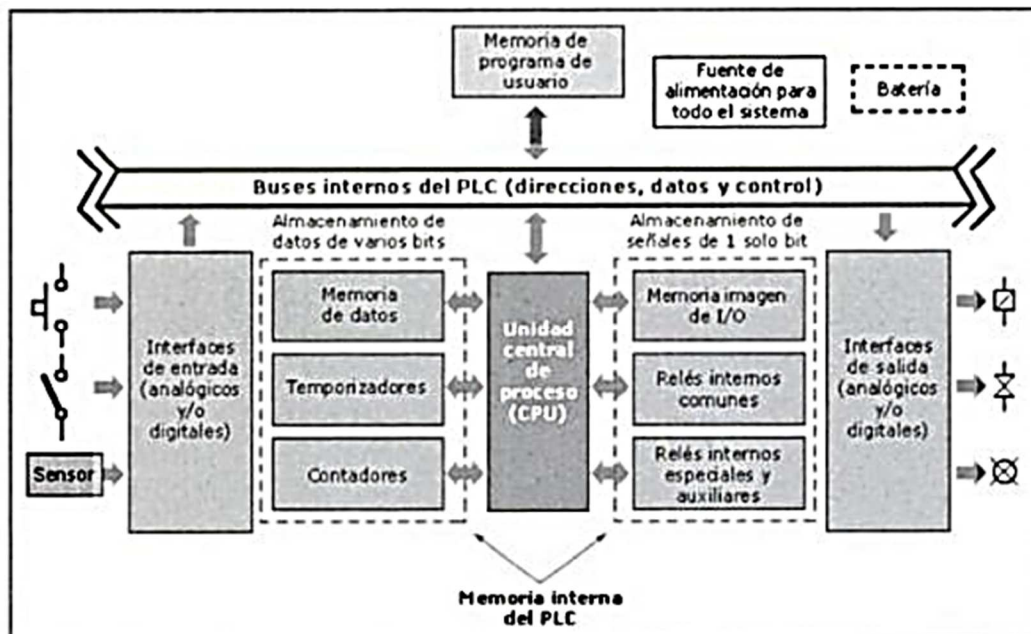 Memoria de
programa de
usuario
Fuente de
alimentación para
todo el sistema
Batería
Buses internos del PLC (direcciones, datos y control)
Almacenamiento de
datos de varios bits
Almacenamiento de
señales de 1 solo bit
Interfaces
de entrada
(analógicos
y/o
digitales)
Sensor
Memoria
de datos
Temporizadores
Contadores
Unidad
central
de
proceso
(CPU)
Memoria imagen
de I/O
Relés internos
comunes
Relés internos
especiales y
auxiliares
Interfaces
de salida
(analógicos
y/o
digitales)
Memoria interna
del PLC